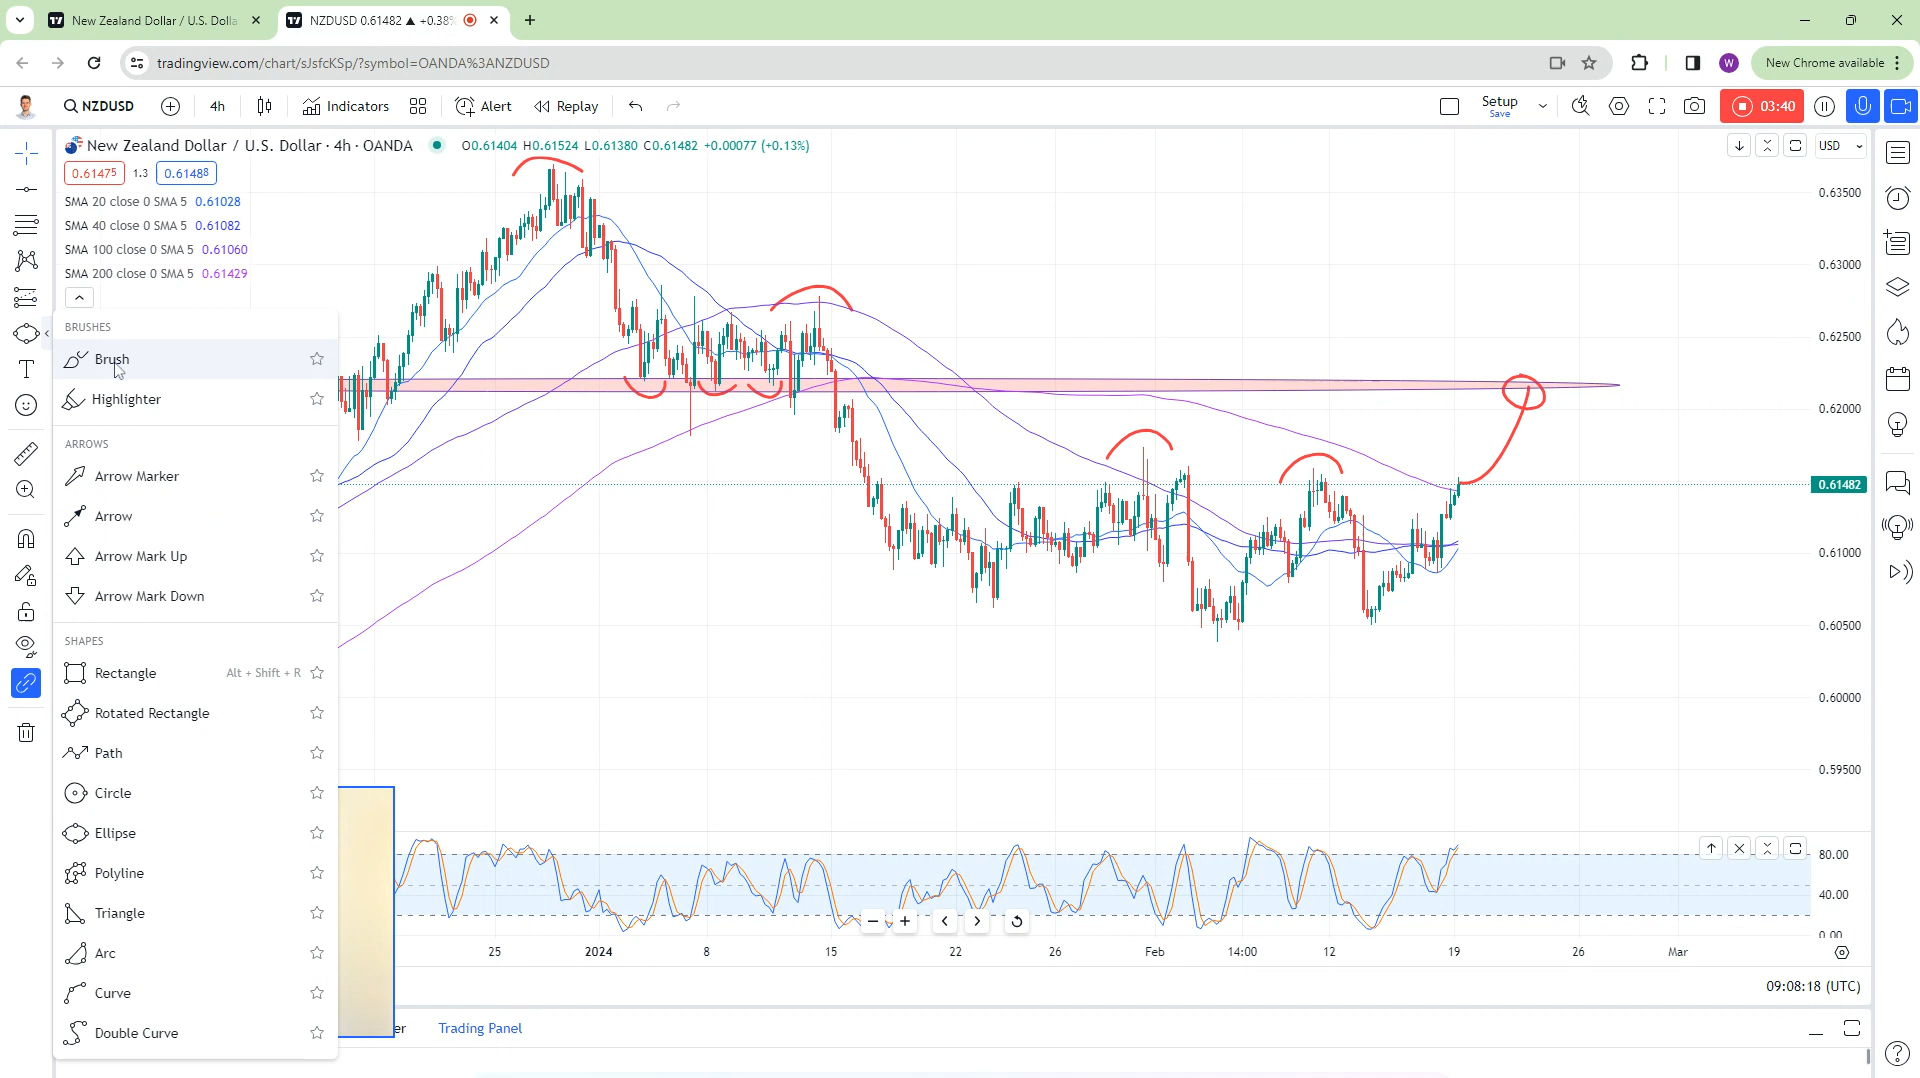 New Zealand Dollar / U.S. Dolla
NZDUSD 0.61482 ▲ +0.38%
tradingview.com/chart/sJsfcKSp/?symbol=OANDA%3ANZDUSD
W
New Chrome available
NZDUSD
4h
Indicators
Alert
Replay
Setup
Save
03:40
New Zealand Dollar / U.S. Dollar · 4h · OANDA
O0.61404 H0.61524 L0.61380 C0.61482 +0.00077 (+0.13%)
USD
0.61475
1.3
0.61488
SMA 20 close 0 SMA 5 0.61028
SMA 40 close 0 SMA 5 0.61082
SMA 100 close 0 SMA 5 0.61060
SMA 200 close 0 SMA 5 0.61429
BRUSHES
Brush
Highlighter
ARROWS
Arrow Marker
Arrow
Arrow Mark Up
Arrow Mark Down
SHAPES
Rectangle
Alt + Shift + R
Rotated Rectangle
Path
Circle
Ellipse
Polyline
Triangle
Arc
Curve
Double Curve
0.63500
0.63000
0.62500
0.62000
0.61482
0.61000
0.60500
0.60000
0.59500
80.00
40.00
0.00
25
2024
8
15
22
26
Feb
14:00
12
19
26
Mar
09:08:18 (UTC)
er
Trading Panel